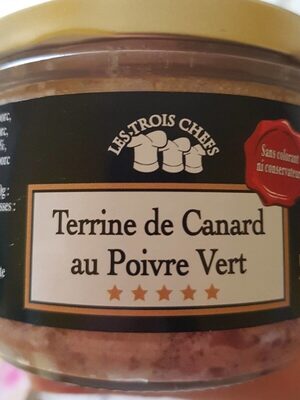 LES TROIS CHEFS
Sans colorant
ni conservateur
Terrine de Canard
au Poivre Vert